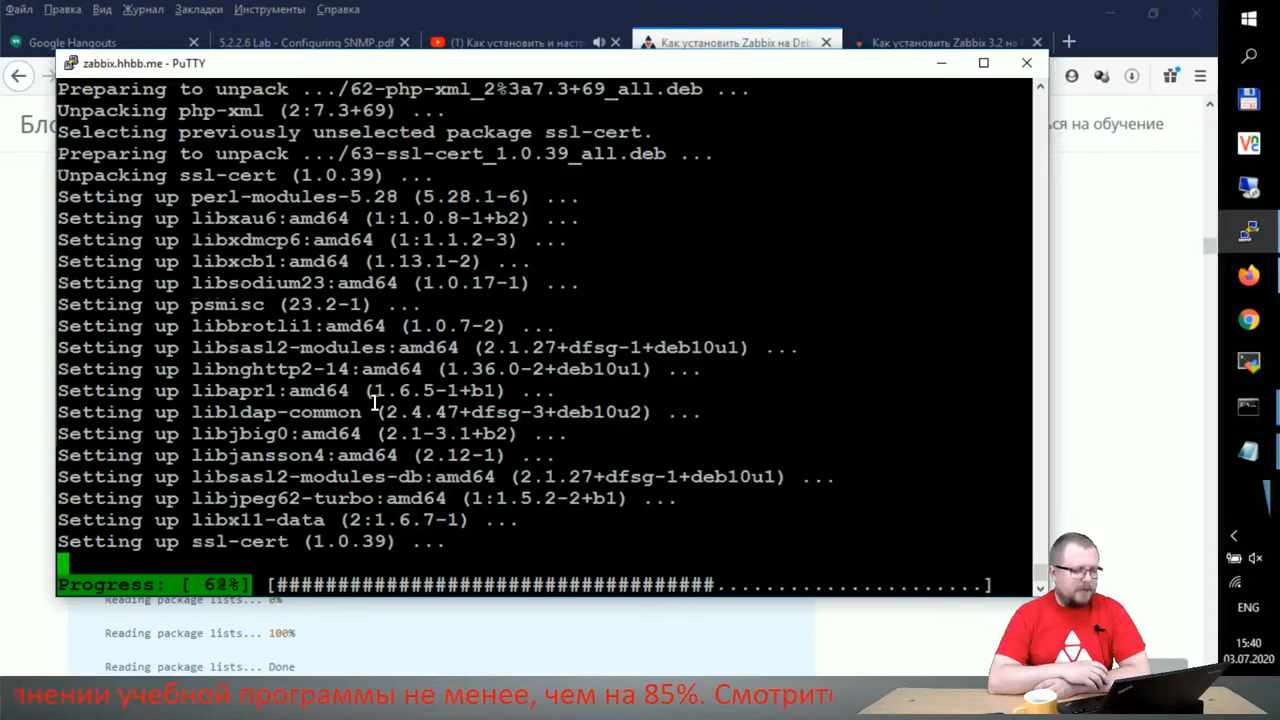 Файл Правка Вид Журнал Закладки Инструменты Справка
Google Hangouts
5.2.2.6 Lab - Configuring SNMP.pdf
(1) Как установить и настр
Как установить Zabbix на Deb
Как установить Zabbix 3.2 на
zabbix.hhbb.me - PuTTY
Бло
ься на обучение
Preparing to unpack .../62-php-xml_2%3a7.3+69_all.deb ...
Unpacking php-xml (2:7.3+69) ...
Selecting previously unselected package ssl-cert.
Preparing to unpack .../63-ssl-cert_1.0.39_all.deb ...
Unpacking ssl-cert (1.0.39) ...
Setting up perl-modules-5.28 (5.28.1-6) ...
Setting up libxau6:amd64 (1:1.0.8-1+b2) ...
Setting up libxdmcp6:amd64 (1:1.1.2-3) ...
Setting up libxcb1:amd64 (1.13.1-2) ...
Setting up libsodium23:amd64 (1.0.17-1) ...
Setting up psmisc (23.2-1) ...
Setting up libbrotli1:amd64 (1.0.7-2) ...
Setting up libsasl2-modules:amd64 (2.1.27+dfsg-1+deb10u1) ...
Setting up libnghttp2-14:amd64 (1.36.0-2+deb10u1) ...
Setting up libapr1:amd64 (1.6.5-1+b1) ...
Setting up libldap-common (2.4.47+dfsg-3+deb10u2) ...
Setting up libjbig0:amd64 (2.1-3.1+b2) ...
Setting up libjansson4:amd64 (2.12-1) ...
Setting up libsasl2-modules-db:amd64 (2.1.27+dfsg-1+deb10u1) ...
Setting up libjpeg62-turbo:amd64 (1:1.5.2-2+b1) ...
Setting up libx11-data (2:1.6.7-1) ...
Setting up ssl-cert (1.0.39) ...
Progress: [ 62%] [####################################......................]
Reading package lists... 0%
Reading package lists... 100%
Reading package lists... Done
ENG
15:40
03.07.2020
лнении учебной программы не менее, чем на 85%. Смотрите